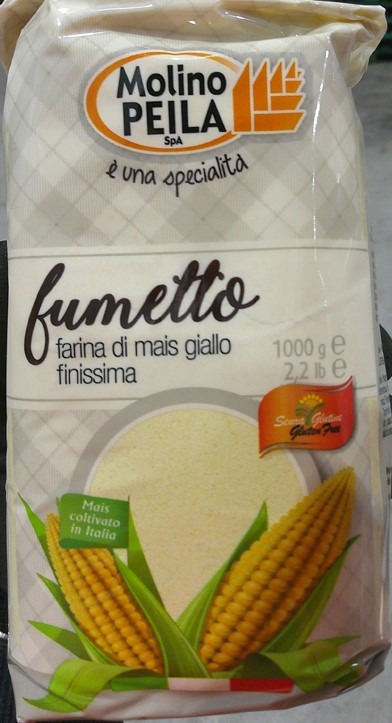 Molino
PEILA
SpA
è una specialità
fumetto
farina di mais giallo
finissima
1000 g e
2,2 lb e
Senza Glutine
Gluten Free
Mais
coltivato
in Italia